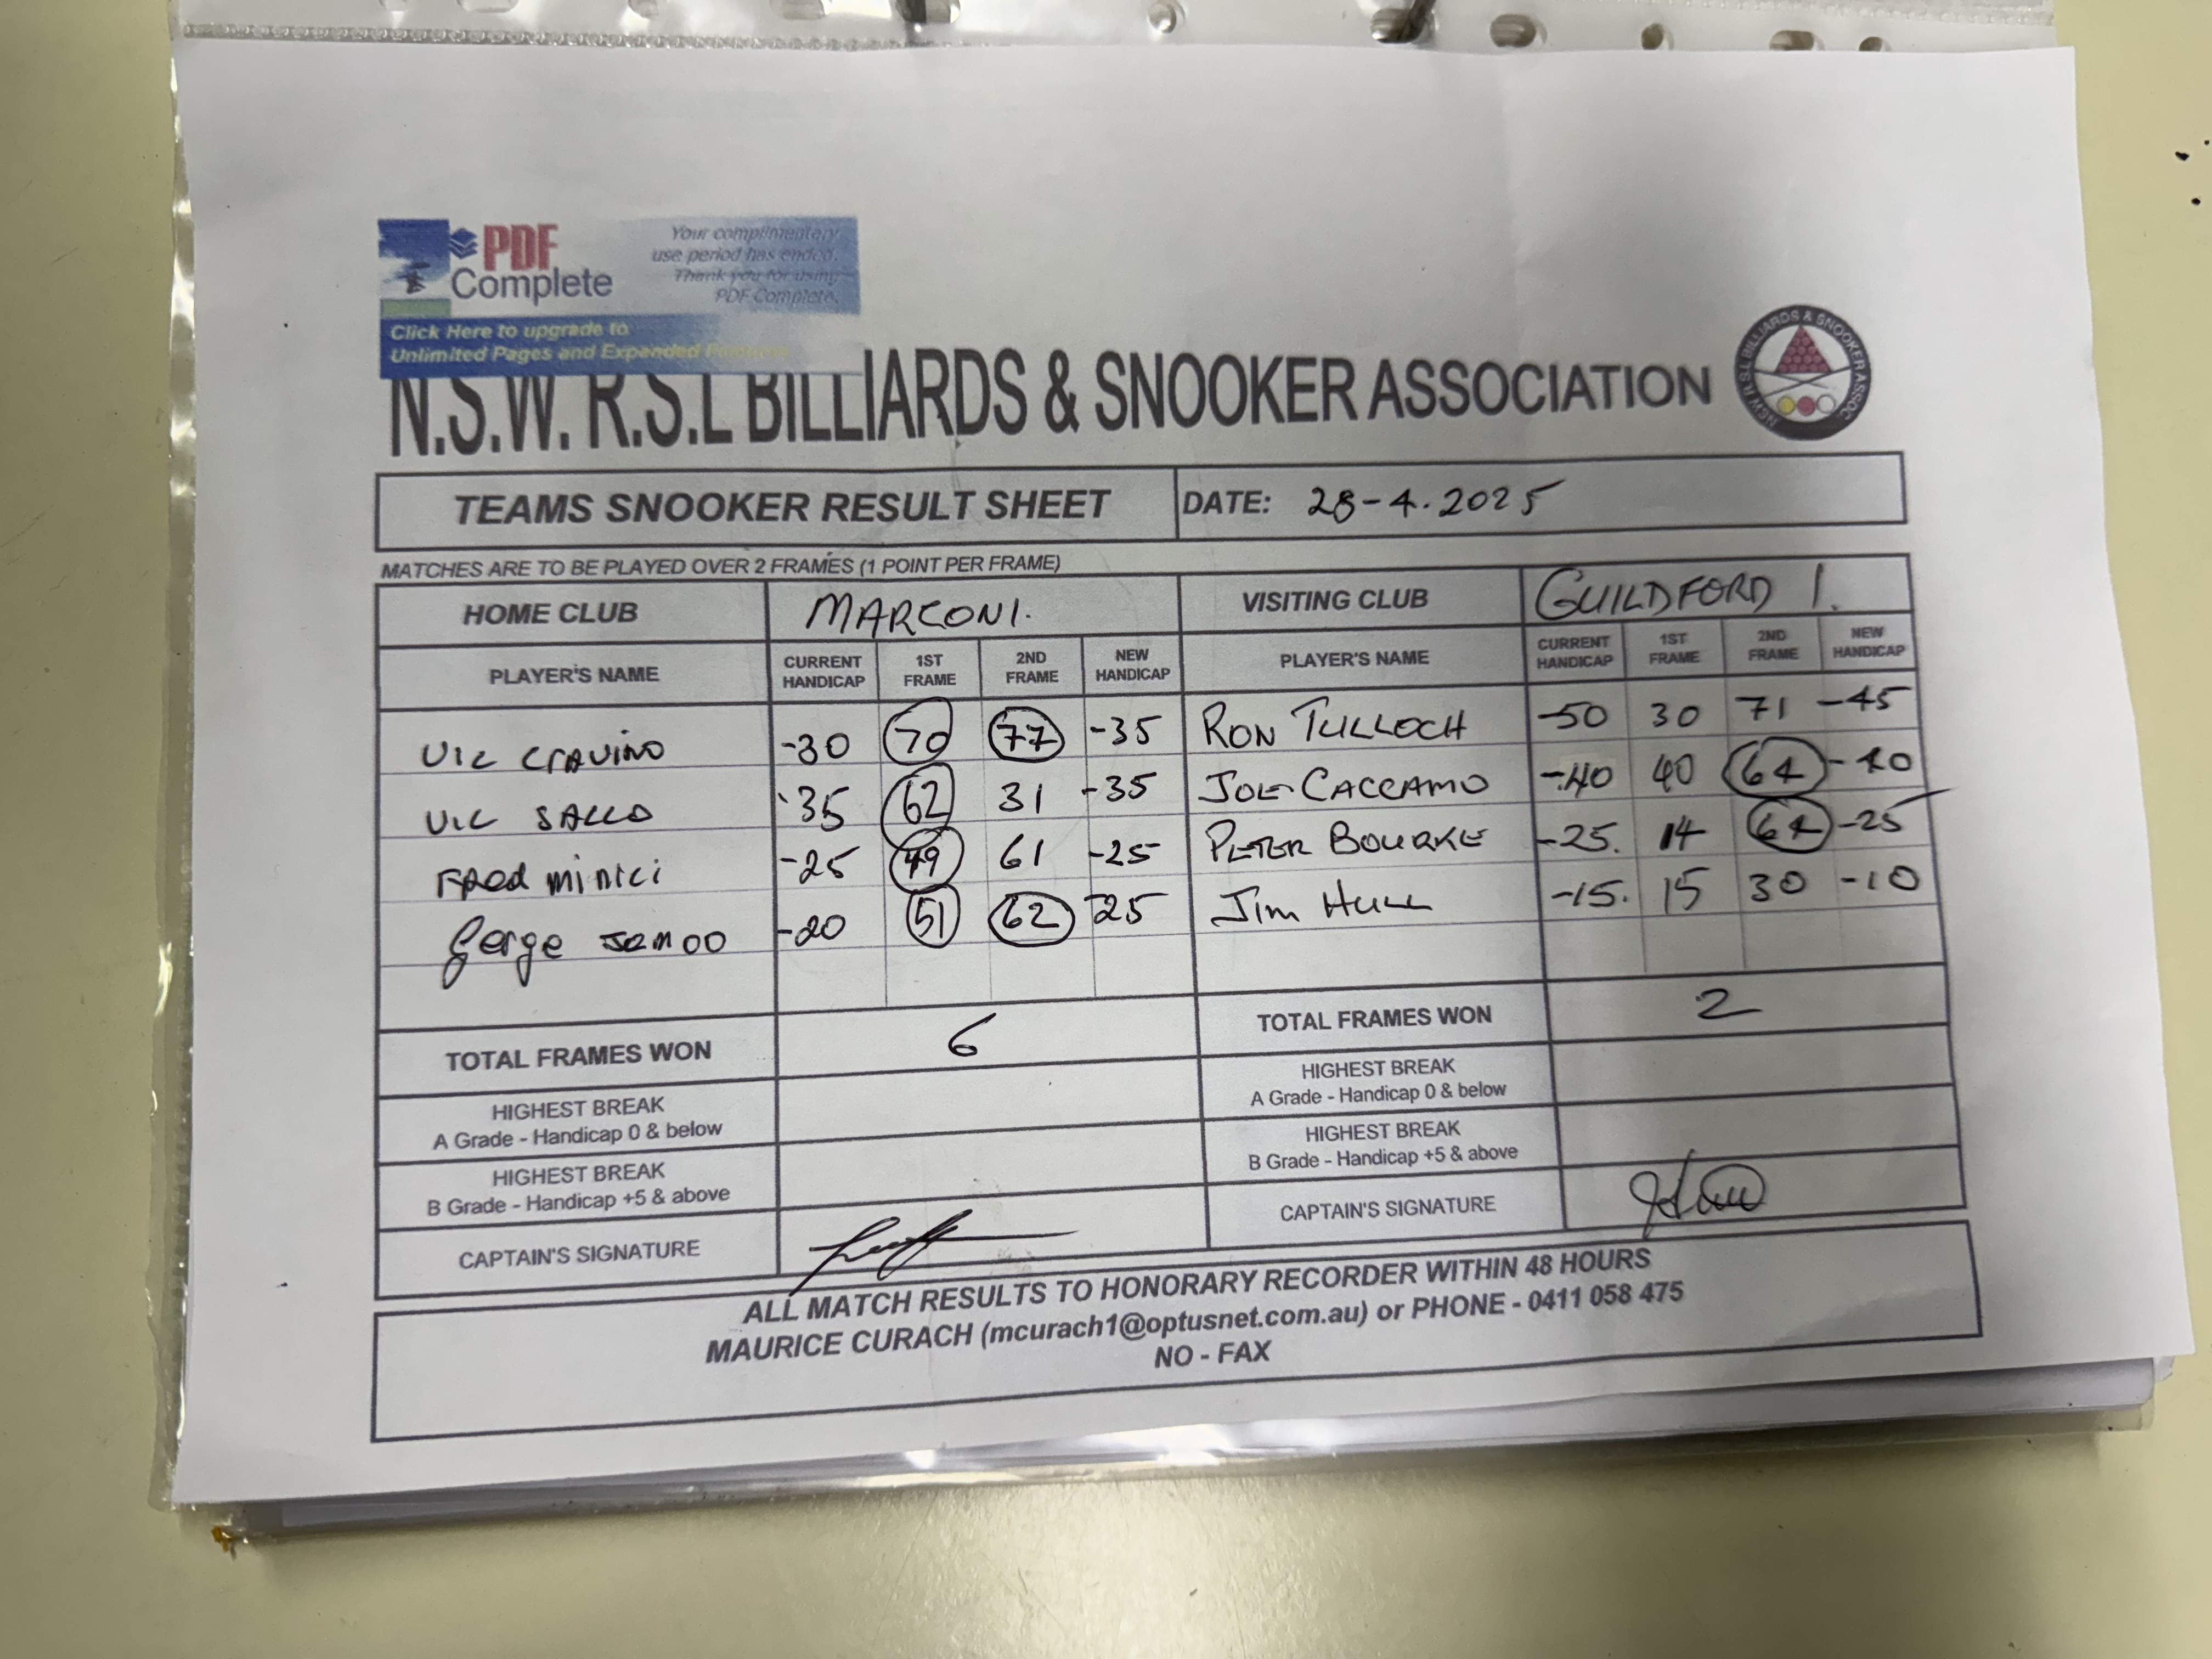 PDF
Complete
Your complimentary
use period has ended.
Thank you for using
PDF Complete.
Click Here to upgrade to
Unlimited Pages and Expanded
N.S.W. R.S.L BILLIARDS & SNOOKER ASSOCIATION
NSW R.S.L BILLIARDS & SNOOKER ASSOC.
TEAMS SNOOKER RESULT SHEET DATE: 28-4.2025
MATCHES ARE TO BE PLAYED OVER 2 FRAMES (1 POINT PER FRAME)
HOME CLUB MARCONI. VISITING CLUB GUILDFORD 1.
PLAYER'S NAME CURRENT HANDICAP 1ST FRAME 2ND FRAME NEW HANDICAP PLAYER'S NAME CURRENT HANDICAP 1ST FRAME 2ND FRAME NEW HANDICAP
VIC CRAVINO -30 70 77 -35 RON TULLOCH -50 30 71 -45
VIC SALLO -35 62 31 -35 JOE CACCAMO -40 40 64 -40
FRED MINICI -25 49 61 -25 PETER BOURKE -25. 14 64 -25
Gerge JAMOO -20 51 62 -25 Jim HULL -15. 15 30 -10
TOTAL FRAMES WON 6 TOTAL FRAMES WON 2
HIGHEST BREAK HIGHEST BREAK
A Grade - Handicap 0 & below A Grade - Handicap 0 & below
HIGHEST BREAK HIGHEST BREAK
B Grade - Handicap +5 & above B Grade - Handicap +5 & above
CAPTAIN'S SIGNATURE CAPTAIN'S SIGNATURE
ALL MATCH RESULTS TO HONORARY RECORDER WITHIN 48 HOURS
MAURICE CURACH (mcurach1@optusnet.com.au) or PHONE - 0411 058 475
NO - FAX